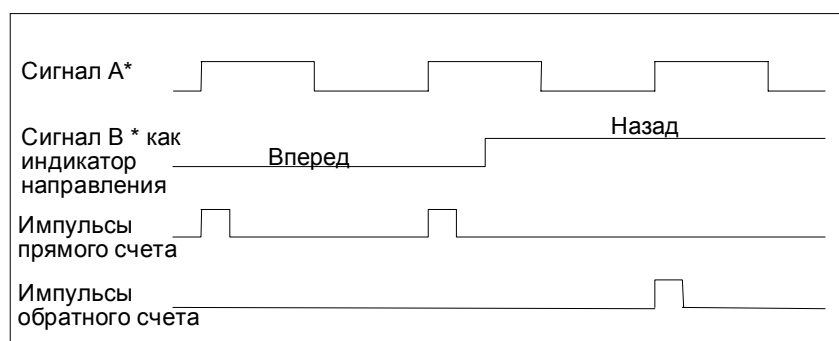 Сигнал А*
Сигнал В * как
индикатор
направления
Вперед
Назад
Импульсы
прямого счета
Импульсы
обратного счета